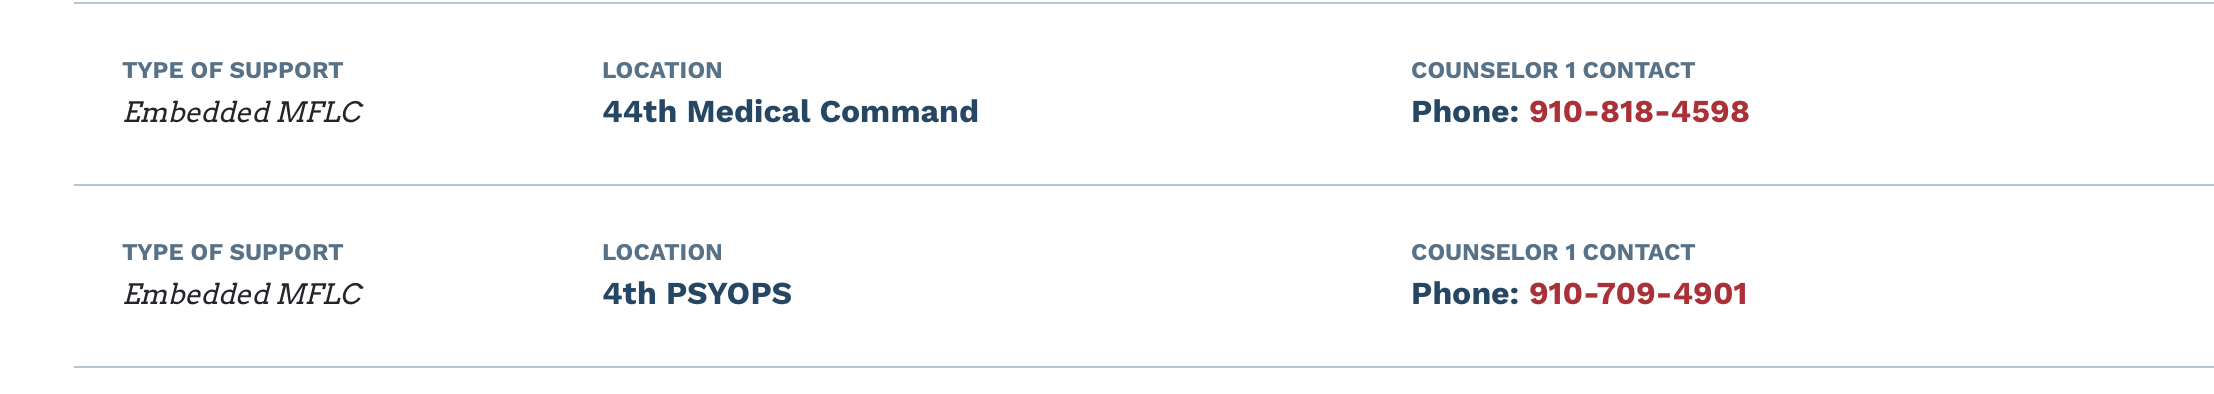 TYPE OF SUPPORT
Embedded MFLC
LOCATION
44th Medical Command
COUNSELOR 1 CONTACT
Phone: 910-818-4598
TYPE OF SUPPORT
Embedded MFLC
LOCATION
4th PSYOPS
COUNSELOR 1 CONTACT
Phone: 910-709-4901